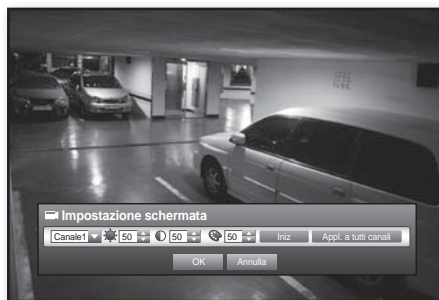 Impostazione schermata
Canale1 50 50 50 Iniz Appl. a tutti canali
OK Annulla